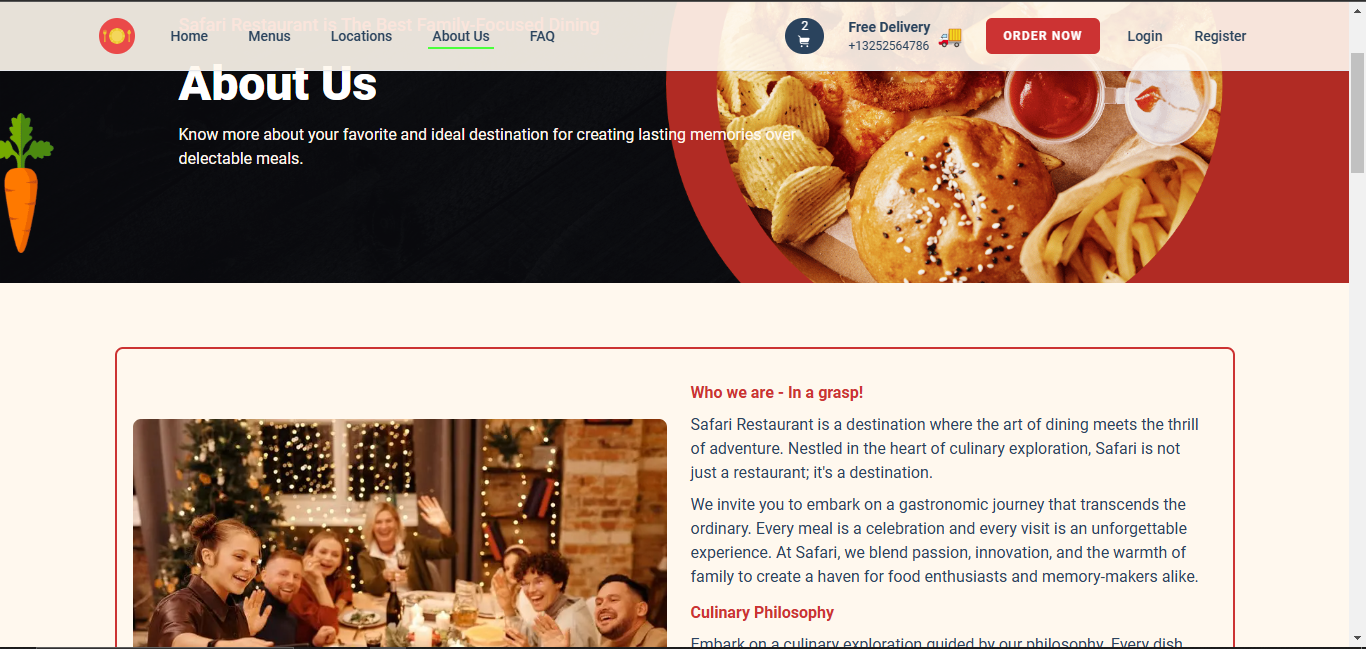 Safari Restaurant is The Best Family-Focused Dining
Home Menus Locations About Us FAQ
2
Free Delivery
+13252564786
ORDER NOW
Login Register
About Us
Know more about your favorite and ideal destination for creating lasting memories over
delectable meals.
Who we are - In a grasp!
Safari Restaurant is a destination where the art of dining meets the thrill
of adventure. Nestled in the heart of culinary exploration, Safari is not
just a restaurant; it's a destination.
We invite you to embark on a gastronomic journey that transcends the
ordinary. Every meal is a celebration and every visit is an unforgettable
experience. At Safari, we blend passion, innovation, and the warmth of
family to create a haven for food enthusiasts and memory-makers alike.
Culinary Philosophy
Embark on a culinary exploration guided by our philosophy. Every dish